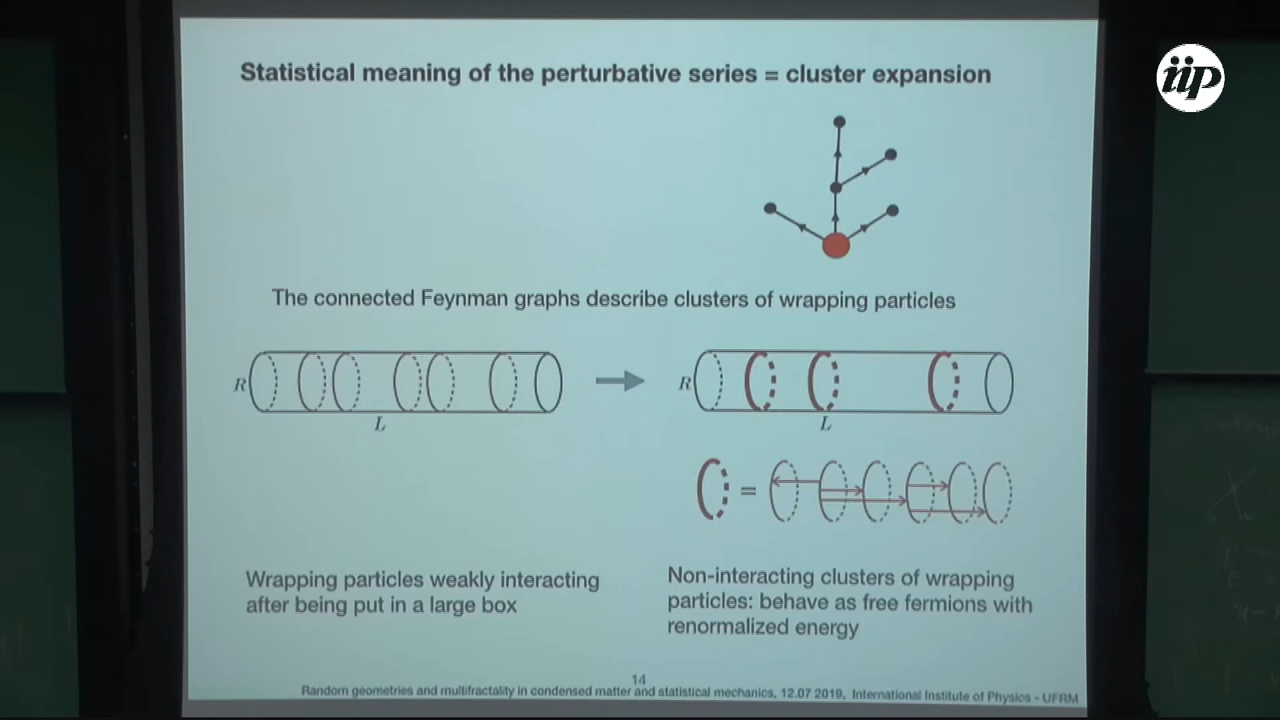 iip
Statistical meaning of the perturbative series = cluster expansion
The connected Feynman graphs describe clusters of wrapping particles
R
L
R
L
=
Wrapping particles weakly interacting
after being put in a large box
Non-interacting clusters of wrapping
particles: behave as free fermions with
renormalized energy
14
Random geometries and multifractality in condensed matter and statistical mechanics, 12.07 2019, International Institute of Physics - UFRM